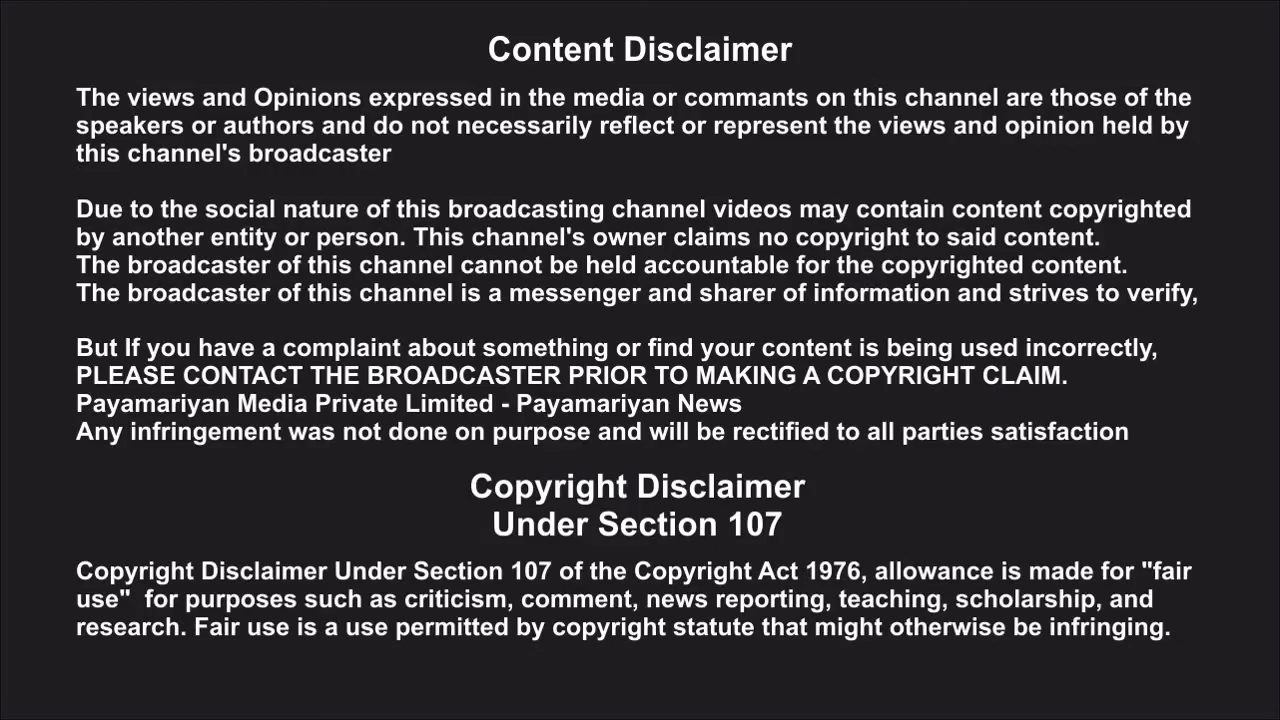 Content Disclaimer
The views and Opinions expressed in the media or commants on this channel are those of the
speakers or authors and do not necessarily reflect or represent the views and opinion held by
this channel's broadcaster
Due to the social nature of this broadcasting channel videos may contain content copyrighted
by another entity or person. This channel's owner claims no copyright to said content.
The broadcaster of this channel cannot be held accountable for the copyrighted content.
The broadcaster of this channel is a messenger and sharer of information and strives to verify,
But If you have a complaint about something or find your content is being used incorrectly,
PLEASE CONTACT THE BROADCASTER PRIOR TO MAKING A COPYRIGHT CLAIM.
Payamariyan Media Private Limited - Payamariyan News
Any infringement was not done on purpose and will be rectified to all parties satisfaction
Copyright Disclaimer
Under Section 107
Copyright Disclaimer Under Section 107 of the Copyright Act 1976, allowance is made for "fair
use"  for purposes such as criticism, comment, news reporting, teaching, scholarship, and
research. Fair use is a use permitted by copyright statute that might otherwise be infringing.